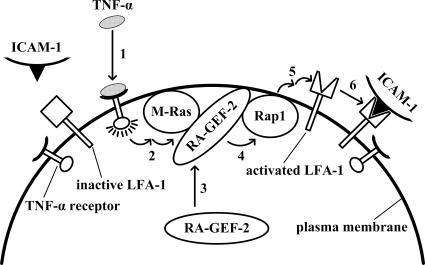 TNF-α
ICAM-1
1
5
6
ICAM-1
M-Ras
RA-GEF-2
Rap1
2
4
inactive LFA-1
activated LFA-1
3
TNF-α receptor
RA-GEF-2
plasma membrane